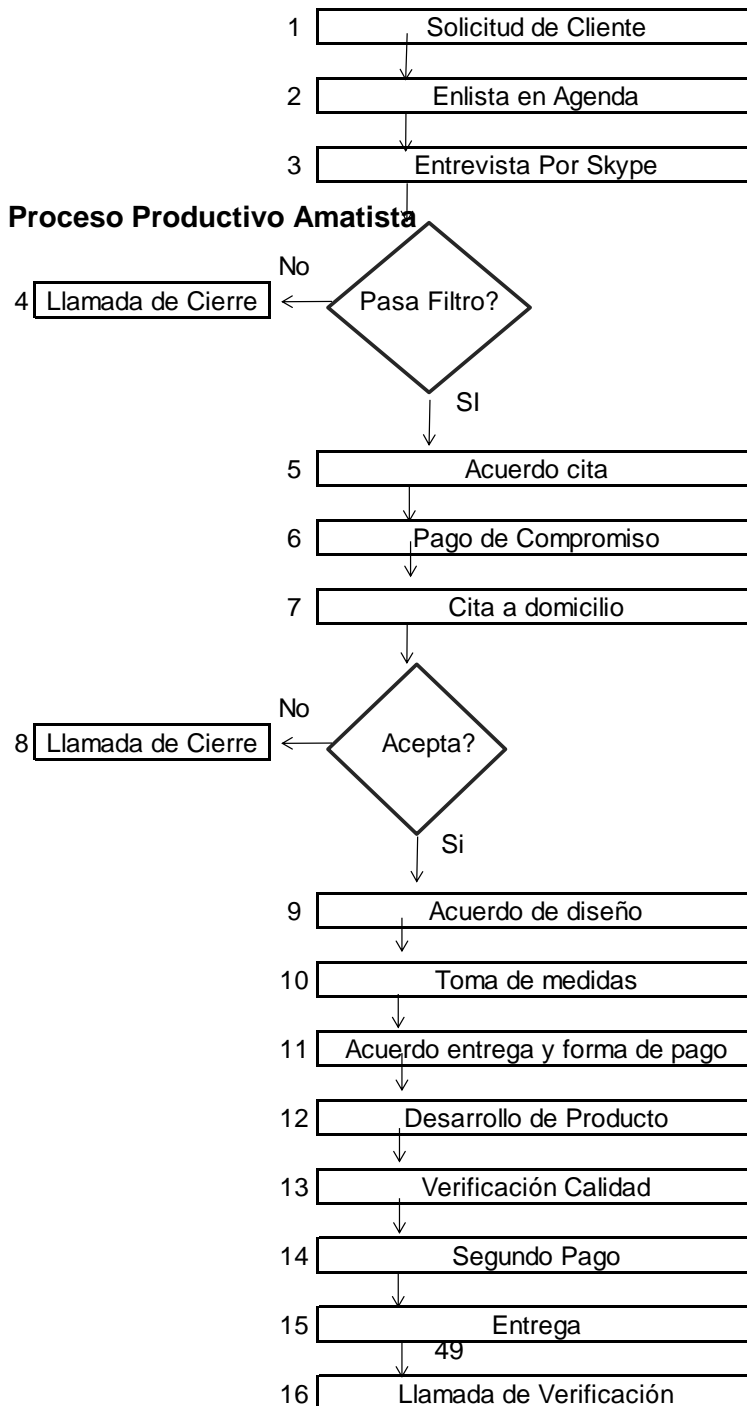 1 Solicitud de Cliente
2 Enlista en Agenda
3 Entrevista Por Skype
Proceso Productivo Amatista
No
4 Llamada de Cierre
Pasa Filtro?
SI
5 Acuerdo cita
6 Pago de Compromiso
7 Cita a domicilio
No
8 Llamada de Cierre
Acepta?
Si
9 Acuerdo de diseño
10 Toma de medidas
11 Acuerdo entrega y forma de pago
12 Desarrollo de Producto
13 Verificación Calidad
14 Segundo Pago
15 Entrega
49
16 Llamada de Verificación